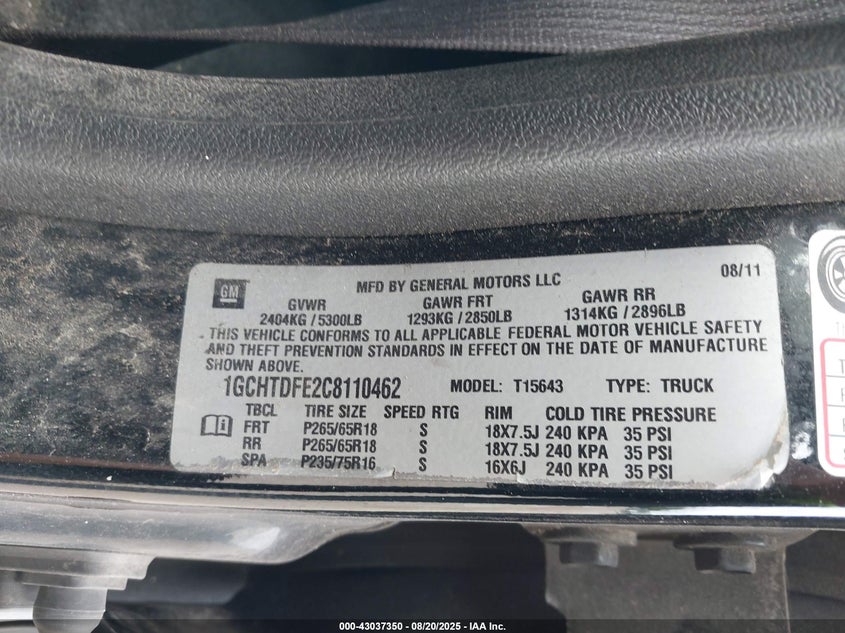 GM
MFD BY GENERAL MOTORS LLC
08/11
GVWR GAWR FRT GAWR RR
2404KG / 5300LB 1293KG / 2850LB 1314KG / 2896LB
THIS VEHICLE CONFORMS TO ALL APPLICABLE FEDERAL MOTOR VEHICLE SAFETY
AND THEFT PREVENTION STANDARDS IN EFFECT ON THE DATE OF MANUFACTURE
SHOWN ABOVE.
1GCHTDFE2C8110462 MODEL: T15643 TYPE: TRUCK
TBCL TIRE SIZE SPEED RTG RIM COLD TIRE PRESSURE
FRT P265/65R18 S 18X7.5J 240 KPA 35 PSI
RR P265/65R18 S 18X7.5J 240 KPA 35 PSI
SPA P235/75R16 S 16X6J 240 KPA 35 PSI
000-43037350 - 08/20/2025 - IAA Inc.